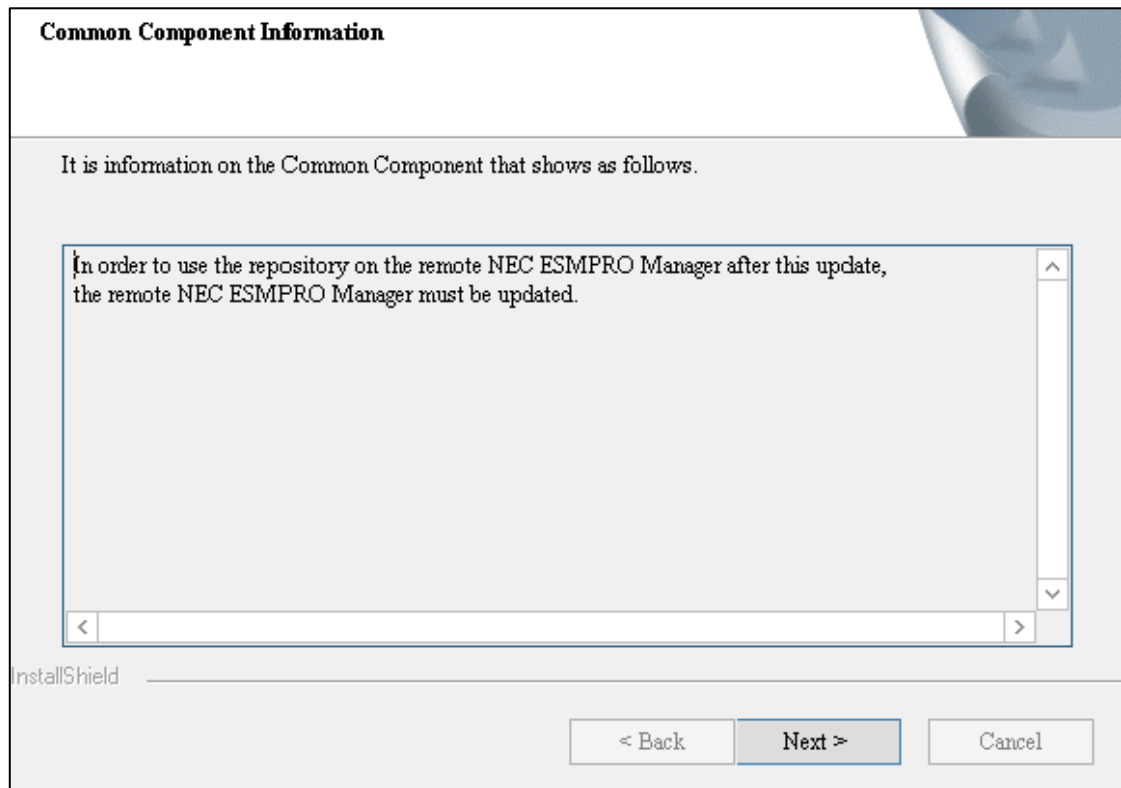 Common Component Information
It is information on the Common Component that shows as follows.
In order to use the repository on the remote NEC ESMPRO Manager after this update,
the remote NEC ESMPRO Manager must be updated.
InstallShield
< Back
Next >
Cancel